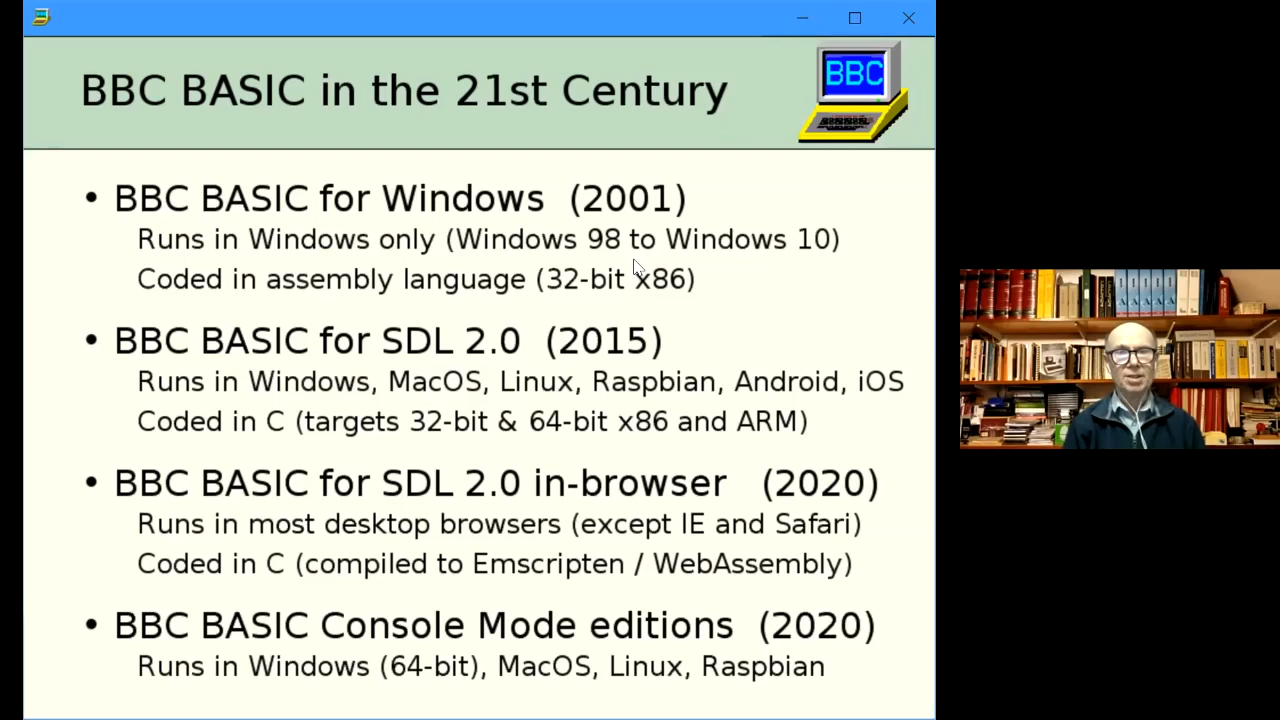 BBC BASIC in the 21st Century
BBC
• BBC BASIC for Windows (2001)
Runs in Windows only (Windows 98 to Windows 10)
Coded in assembly language (32-bit x86)
• BBC BASIC for SDL 2.0 (2015)
Runs in Windows, MacOS, Linux, Raspbian, Android, iOS
Coded in C (targets 32-bit & 64-bit x86 and ARM)
• BBC BASIC for SDL 2.0 in-browser (2020)
Runs in most desktop browsers (except IE and Safari)
Coded in C (compiled to Emscripten / WebAssembly)
• BBC BASIC Console Mode editions (2020)
Runs in Windows (64-bit), MacOS, Linux, Raspbian